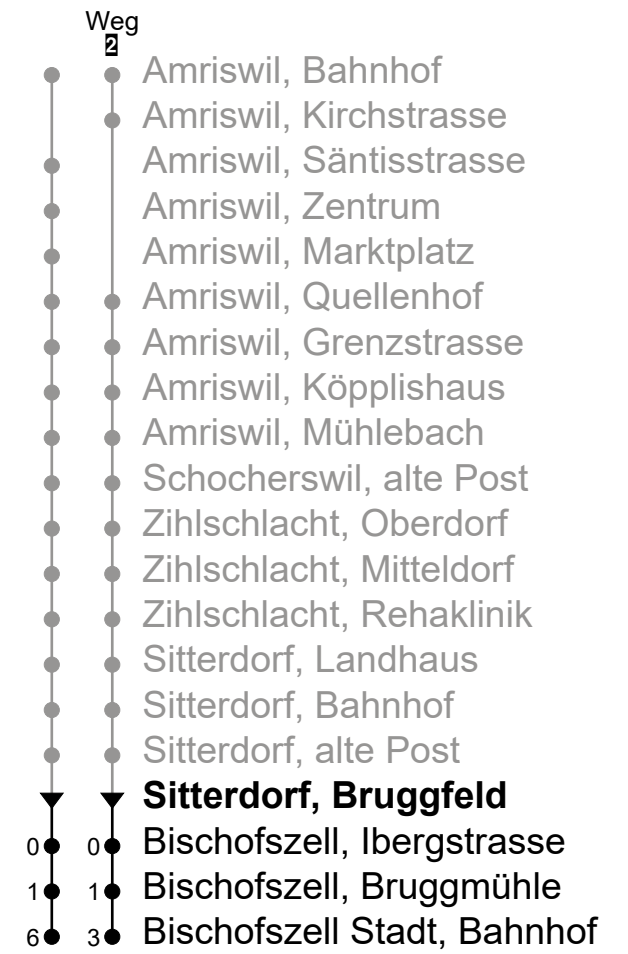 Weg
2
Amriswil, Bahnhof
Amriswil, Kirchstrasse
Amriswil, Säntisstrasse
Amriswil, Zentrum
Amriswil, Marktplatz
Amriswil, Quellenhof
Amriswil, Grenzstrasse
Amriswil, Köpplishaus
Amriswil, Mühlebach
Schocherswil, alte Post
Zihlschlacht, Oberdorf
Zihlschlacht, Mitteldorf
Zihlschlacht, Rehaklinik
Sitterdorf, Landhaus
Sitterdorf, Bahnhof
Sitterdorf, alte Post
Sitterdorf, Bruggfeld
0 0 Bischofszell, Ibergstrasse
1 1 Bischofszell, Bruggmühle
6 3 Bischofszell Stadt, Bahnhof